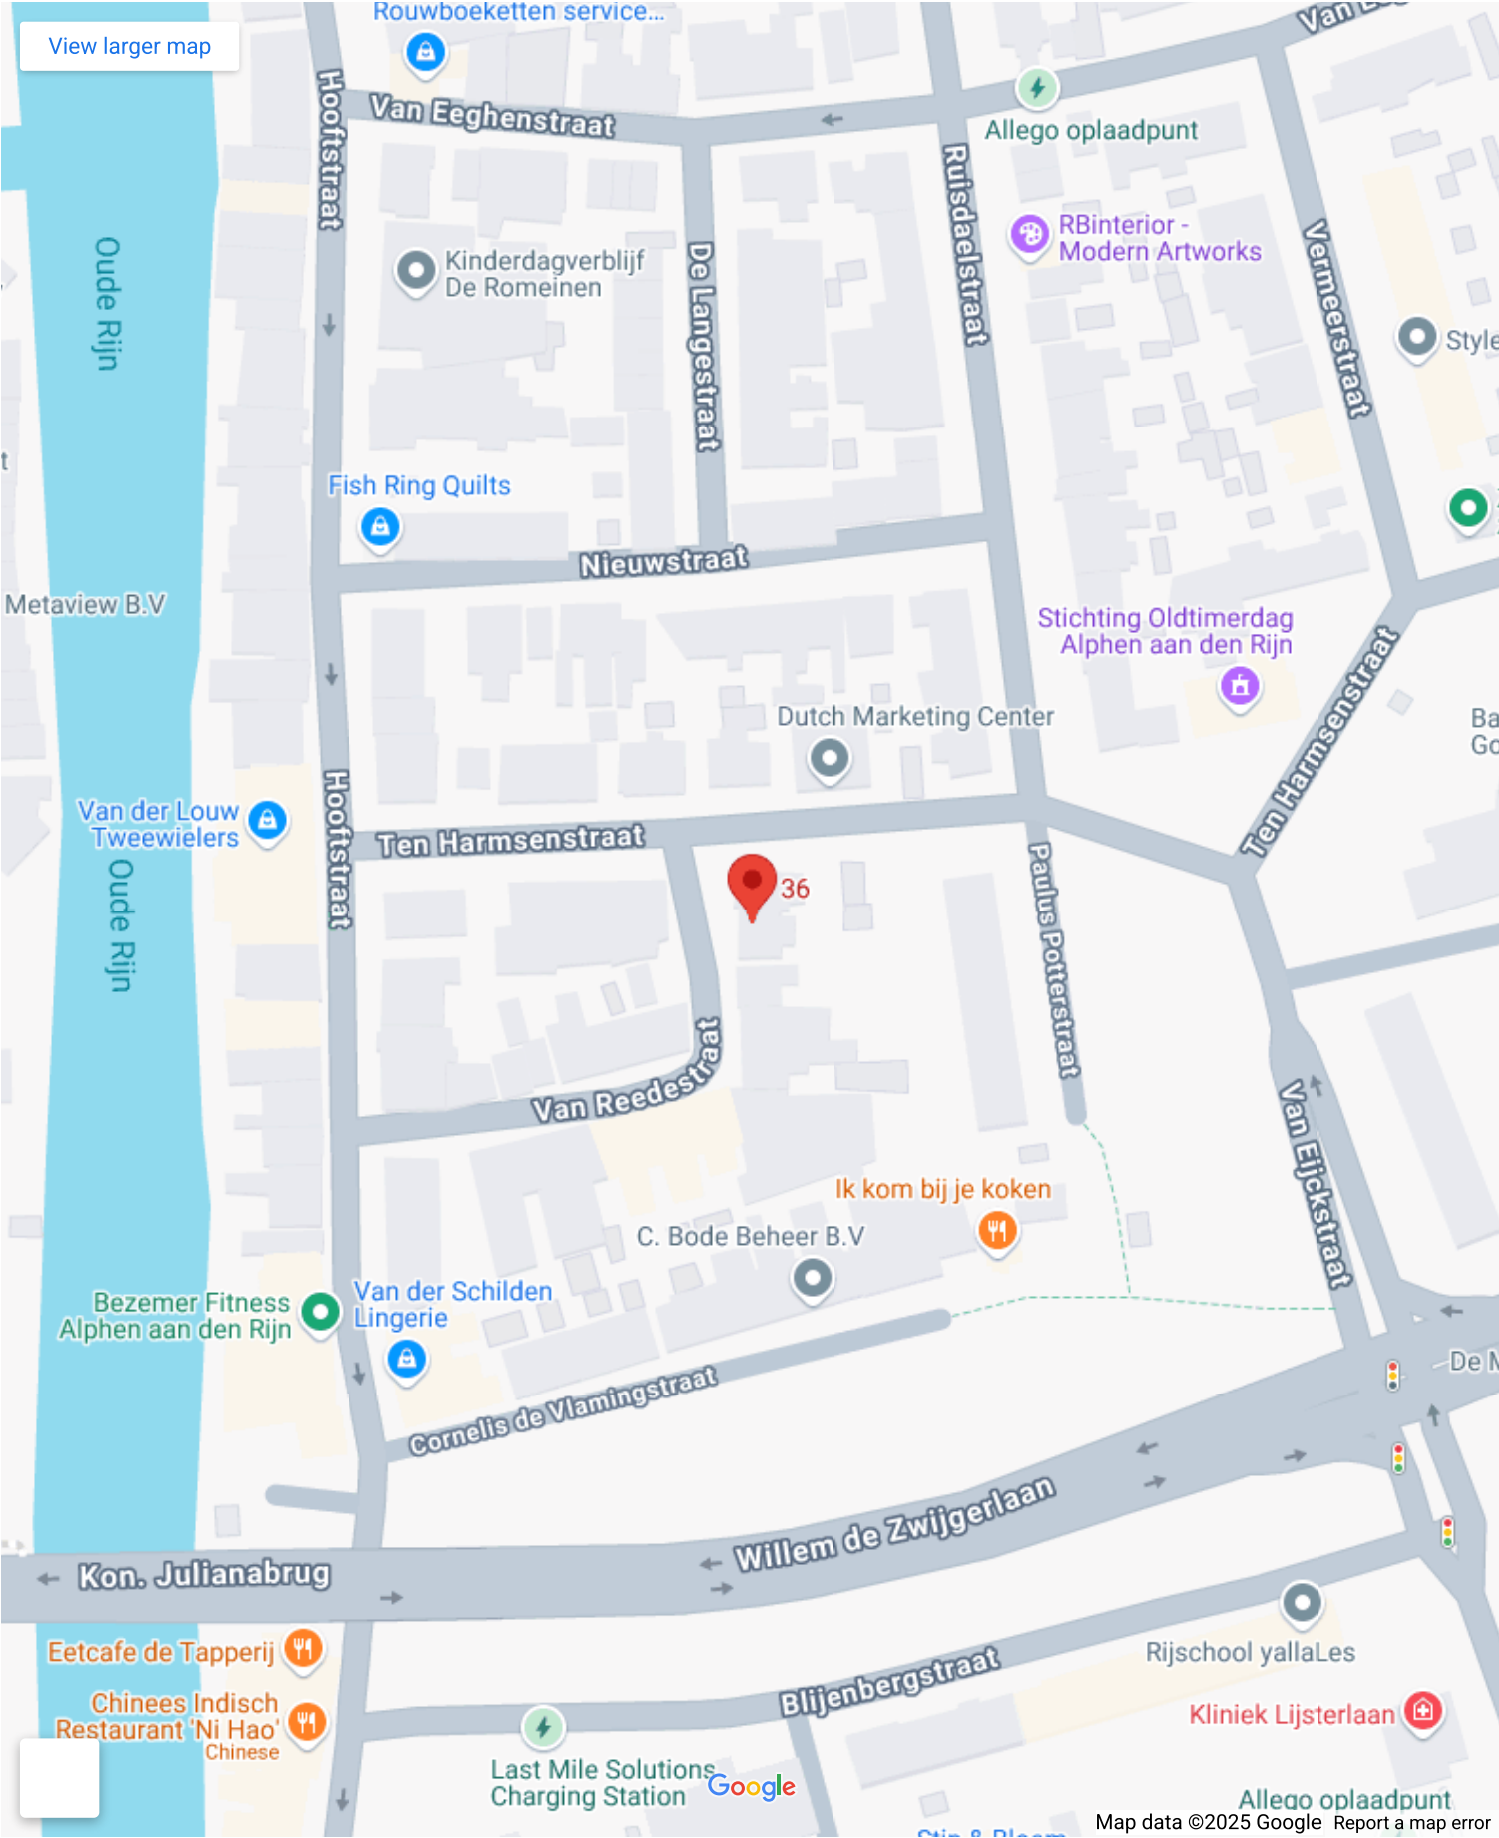 Rouwboeketten service...
View larger map
Van Eeghenstraat
Hooftstraat
Allego oplaadpunt
Ruisdaelstraat
RBinterior -
Modern Artworks
Kinderdagverblijf
De Romeinen
De Langestraat
Oude Rijn
Vermeerstraat
Style
Fish Ring Quilts
Nieuwstraat
Metaview B.V
Stichting Oldtimerdag
Alphen aan den Rijn
Ten Harmsenstraat
Dutch Marketing Center
Van der Louw
Tweewielers
Hooftstraat
Ten Harmsenstraat
Oude Rijn
36
Paulus Potterstraat
Van Reedestraat
Van Eijckstraat
Ik kom bij je koken
C. Bode Beheer B.V
Bezemer Fitness
Alphen aan den Rijn
Van der Schilden
Lingerie
Cornelis de Vlamingstraat
Willem de Zwijgerlaan
Kon. Julianabrug
Eetcafe de Tapperij
Chinees Indisch
Restaurant 'Ni Hao'
Chinese
Blijenbergstraat
Rijschool yallaLes
Kliniek Lijsterlaan
Last Mile Solutions
Charging Station
Google
Allego oplaadpunt
Map data ©2025 Google
Report a map error